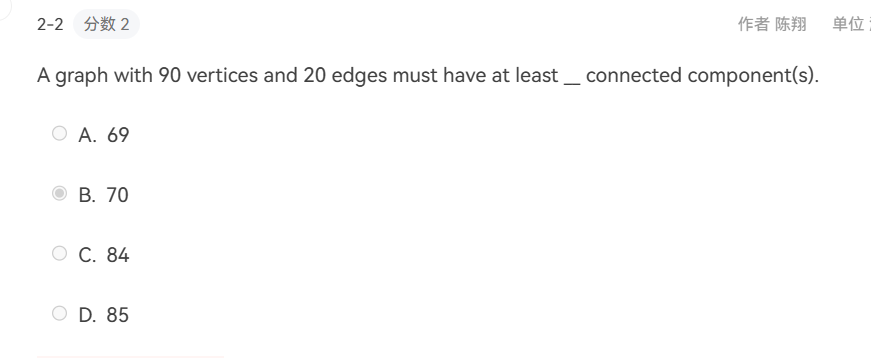 2-2 分数 2 作者 陈翔 单位
A graph with 90 vertices and 20 edges must have at least __ connected component(s).
A. 69
B. 70
C. 84
D. 85